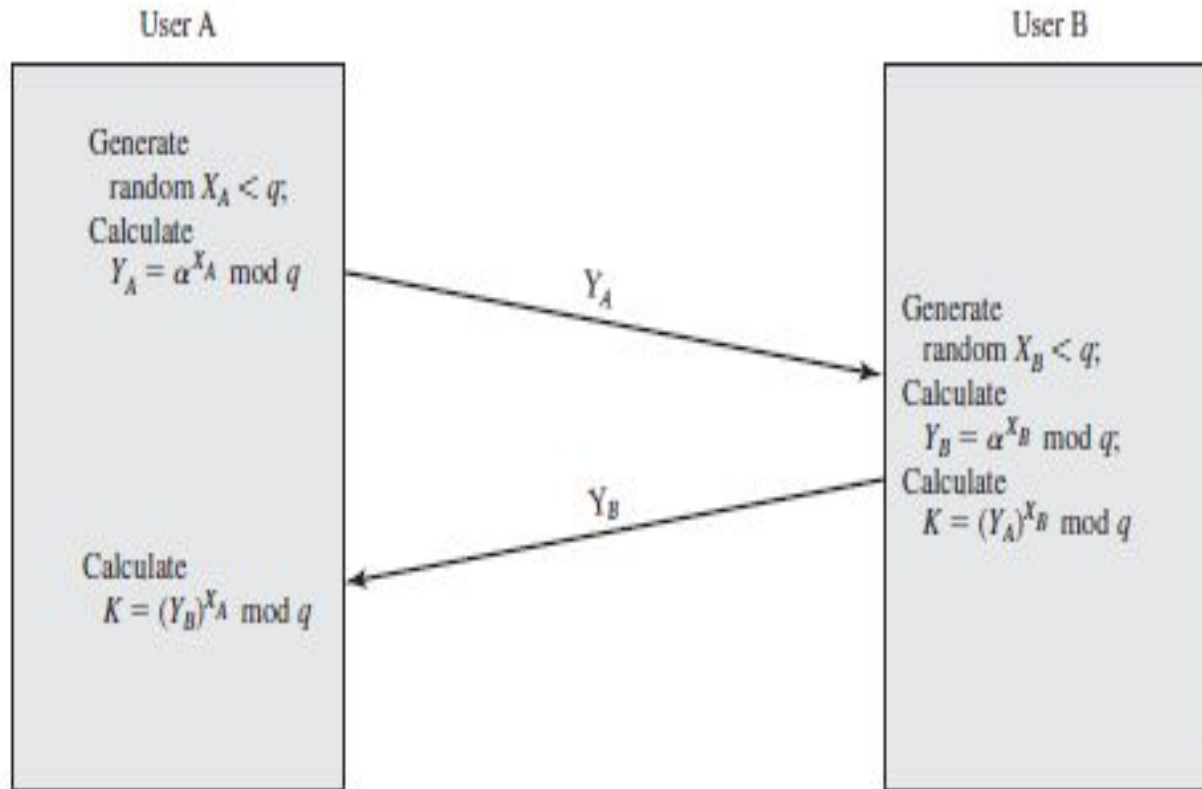 User A
User B
Generate
random X_A < q;
Calculate
Y_A = α^{X_A} mod q
Y_A
Generate
random X_B < q;
Calculate
Y_B = α^{X_B} mod q;
Calculate
K = (Y_A)^{X_B} mod q
Y_B
Calculate
K = (Y_B)^{X_A} mod q